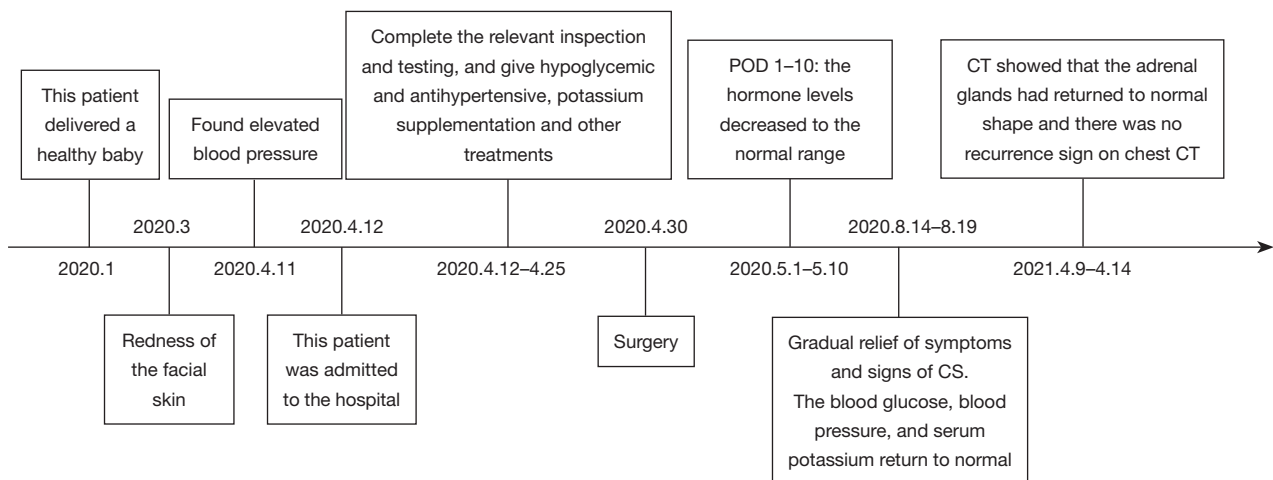 This patient
delivered a
healthy baby
Found elevated
blood pressure
Complete the relevant inspection
and testing, and give hypoglycemic
and antihypertensive, potassium
supplementation and other
treatments
POD 1–10: the
hormone levels
decreased to the
normal range
CT showed that the adrenal
glands had returned to normal
shape and there was no
recurrence sign on chest CT
2020.3
2020.4.12
2020.4.30
2020.8.14–8.19
2020.1
2020.4.11
2020.4.12–4.25
2020.5.1–5.10
2021.4.9–4.14
Redness of
the facial
skin
This patient
was admitted
to the hospital
Surgery
Gradual relief of symptoms
and signs of CS.
The blood glucose, blood
pressure, and serum
potassium return to normal